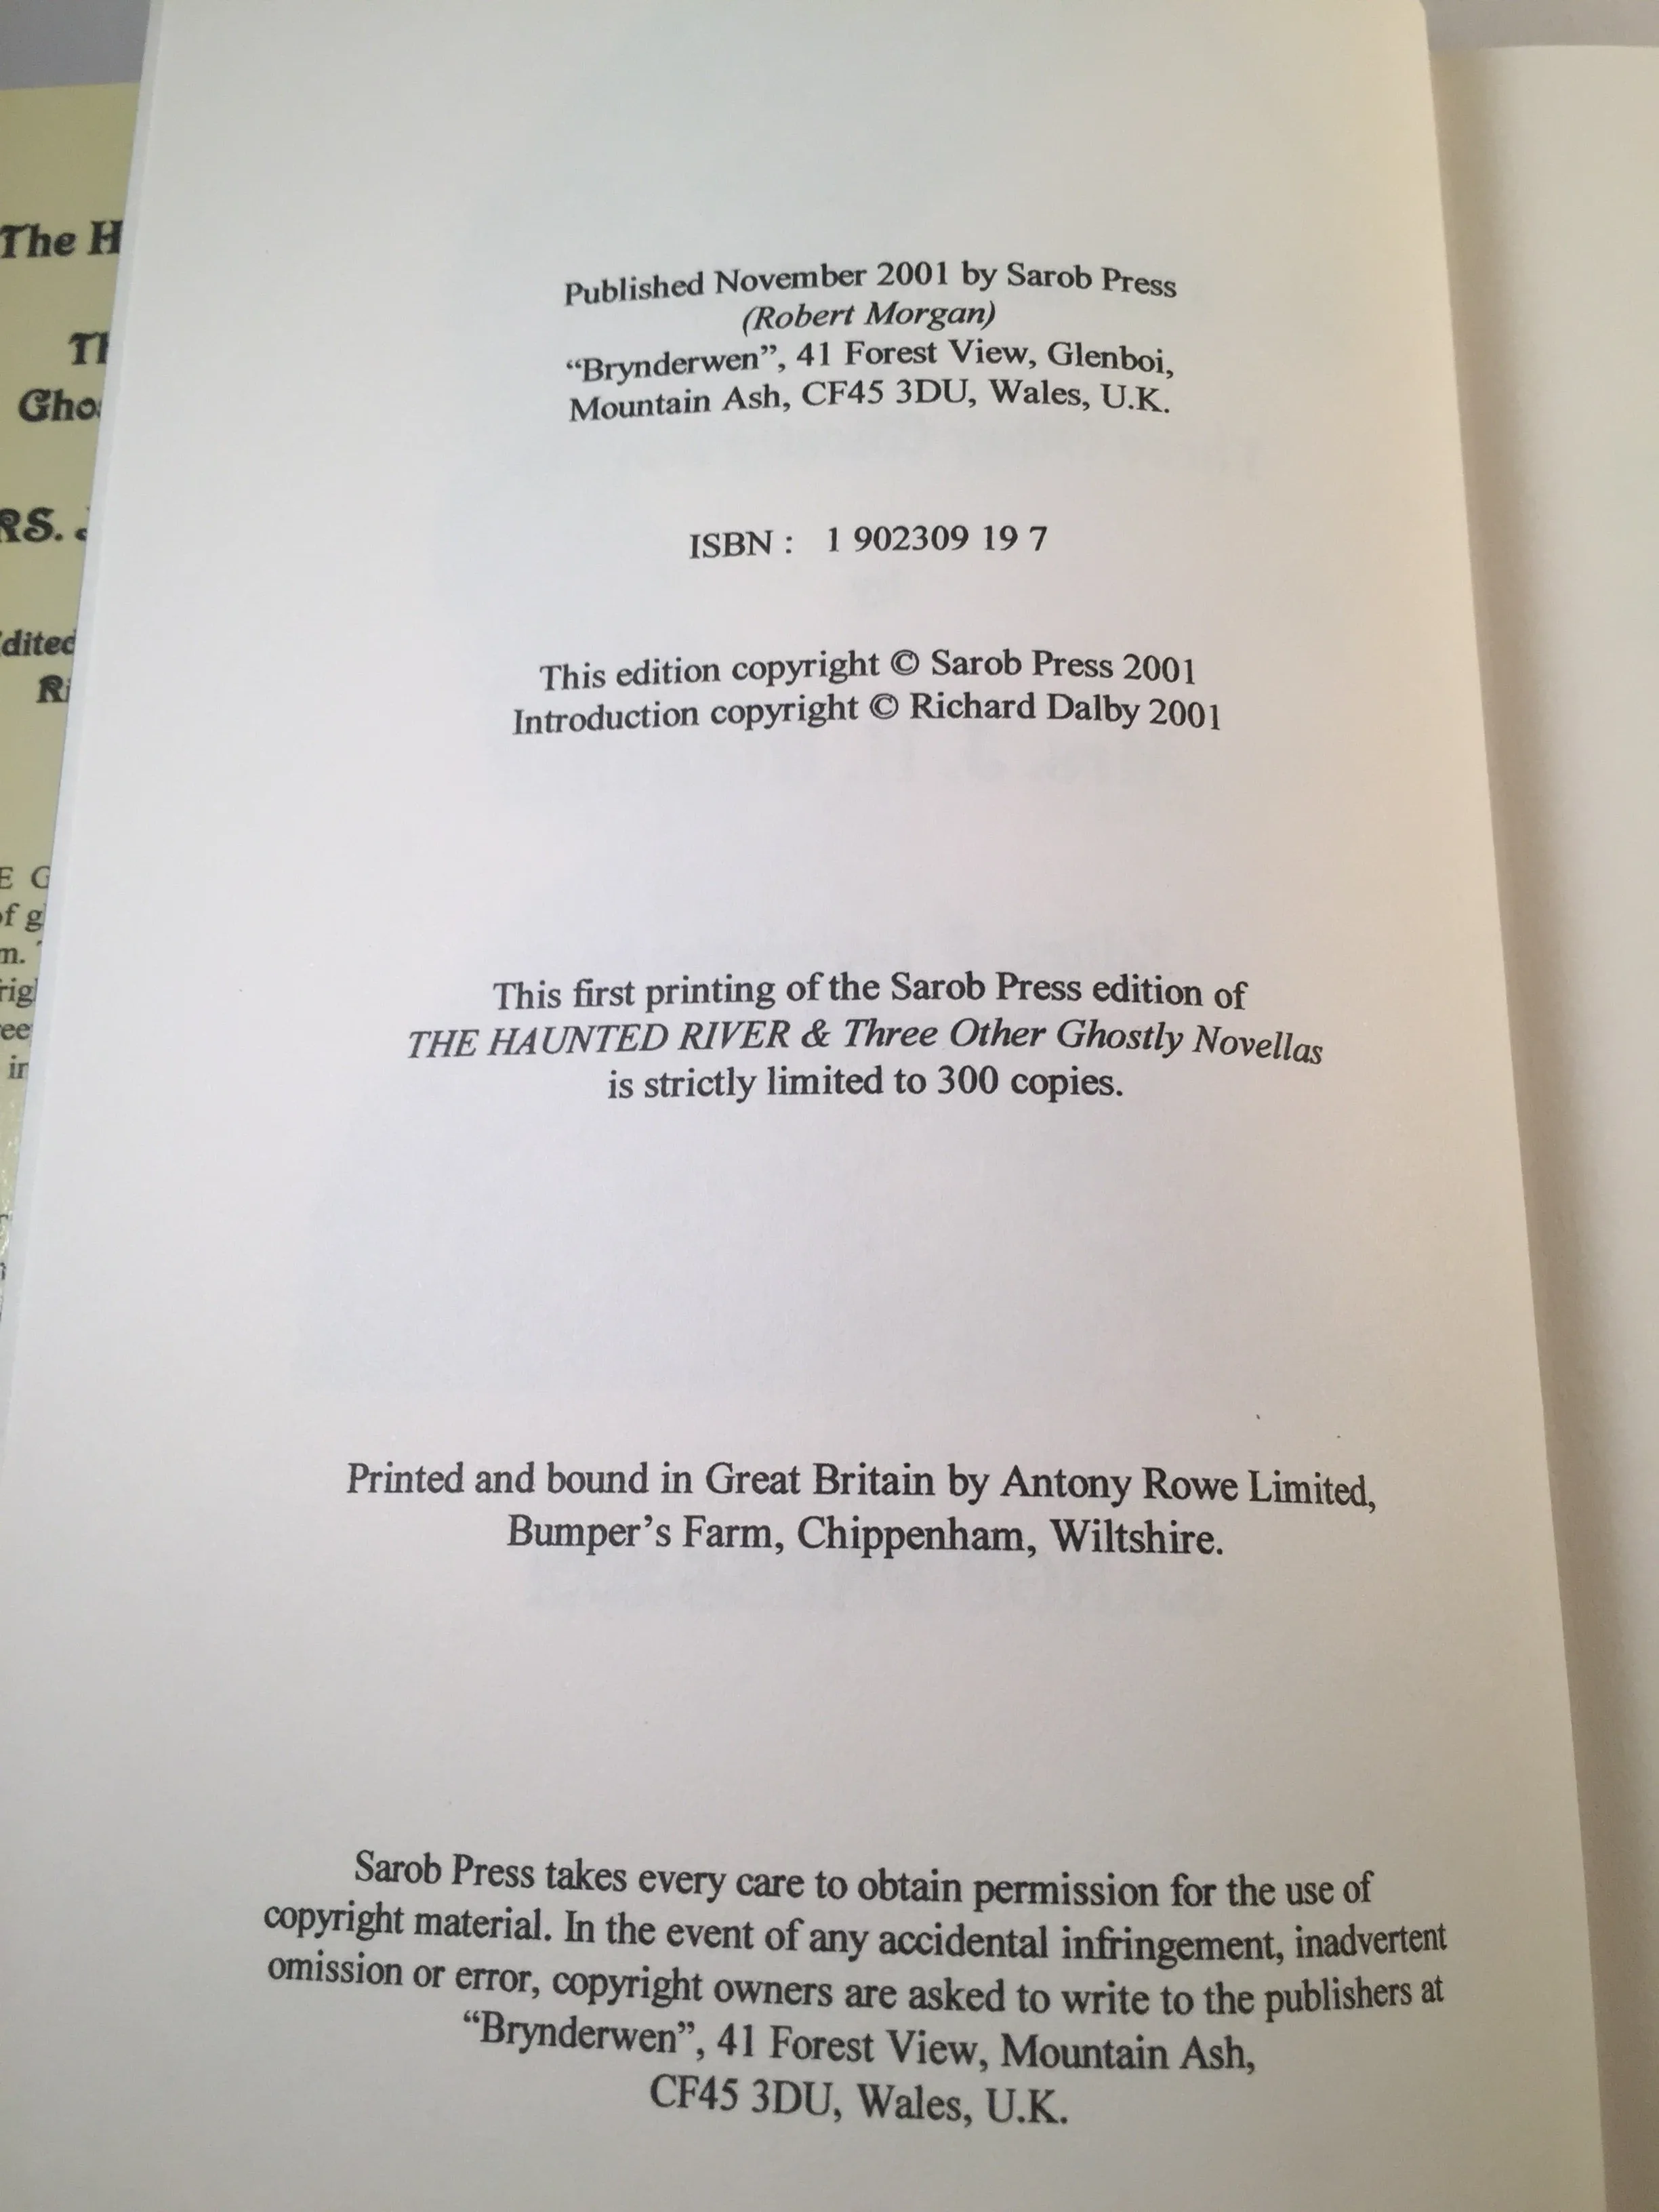 The H
Gho
RS. J
dited
Published November 2001 by Sarob Press
(Robert Morgan)
“Brynderwen”, 41 Forest View, Glenboi,
Mountain Ash, CF45 3DU, Wales, U.K.
ISBN : 1 902309 19 7
This edition copyright © Sarob Press 2001
Introduction copyright © Richard Dalby 2001
This first printing of the Sarob Press edition of
THE HAUNTED RIVER & Three Other Ghostly Novellas
is strictly limited to 300 copies.
Printed and bound in Great Britain by Antony Rowe Limited,
Bumper’s Farm, Chippenham, Wiltshire.
Sarob Press takes every care to obtain permission for the use of
copyright material. In the event of any accidental infringement, inadvertent
omission or error, copyright owners are asked to write to the publishers at
“Brynderwen”, 41 Forest View, Mountain Ash,
CF45 3DU, Wales, U.K.